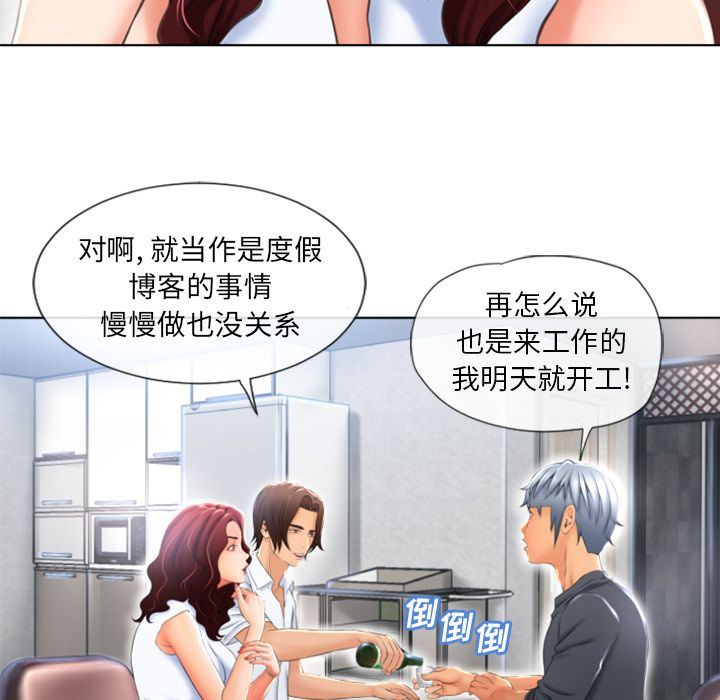 对啊, 就当作是度假
博客的事情
慢慢做也没关系
再怎么说
也是来工作的
我明天就开工!
倒倒倒